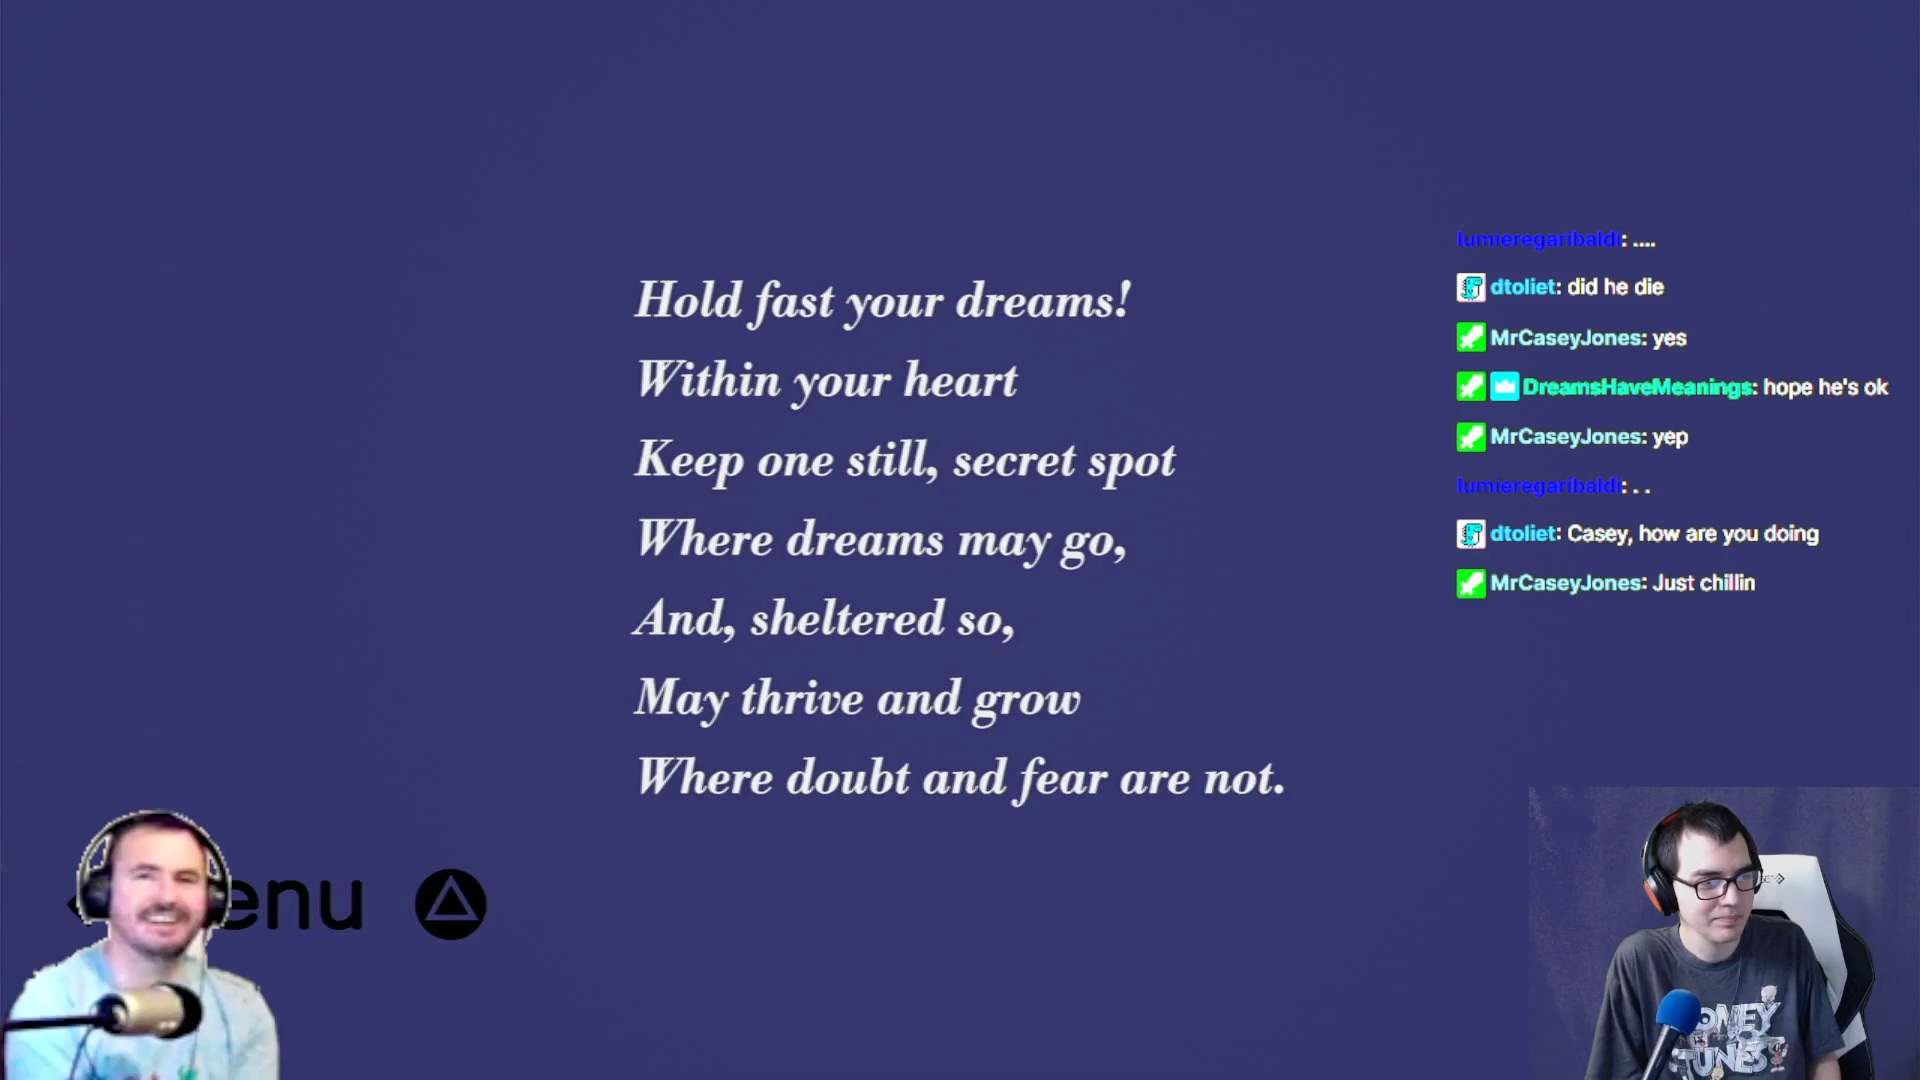 Hold fast your dreams!
Within your heart
Keep one still, secret spot
Where dreams may go,
And, sheltered so,
May thrive and grow
Where doubt and fear are not.
lumieregaribaldi: ....
dtoliet: did he die
MrCaseyJones: yes
DreamsHaveMeanings: hope he's ok
MrCaseyJones: yep
lumieregaribaldi: . .
dtoliet: Casey, how are you doing
MrCaseyJones: Just chillin
enu
TUNES